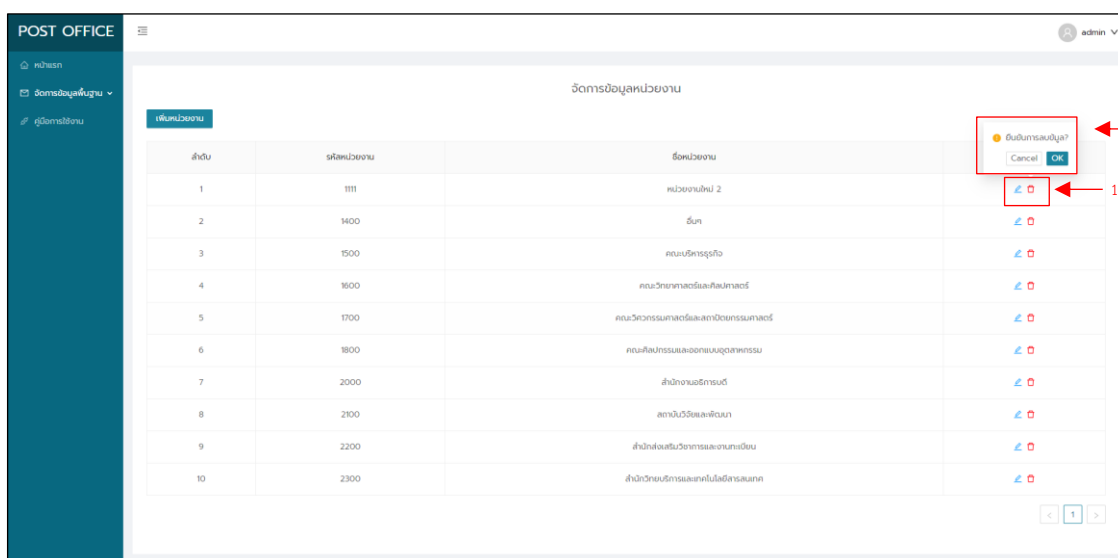 POST OFFICE
admin
หน้าแรก
จัดการข้อมูลพื้นฐาน
คู่มือการใช้งาน
จัดการข้อมูลหน่วยงาน
เพิ่มหน่วยงาน
ยืนยันการลบข้มูล?
Cancel OK
ลำดับ รหัสหน่วยงาน ชื่อหน่วยงาน
1 1111 หน่วยงานใหม่ 2
1
2 1400 อื่นๆ
3 1500 คณะบริหารธุรกิจ
4 1600 คณะวิทยาศาสตร์และศิลปศาสตร์
5 1700 คณะวิศวกรรมศาสตร์และสถาปัตยกรรมศาสตร์
6 1800 คณะศิลปกรรมและออกแบบอุตสาหกรรม
7 2000 สำนักงานอธิการบดี
8 2100 สถาบันวิจัยและพัฒนา
9 2200 สำนักส่งเสริมวิชาการและงานทะเบียน
10 2300 สำนักวิทยบริการและเทคโนโลยีสารสนเทศ
< 1 >